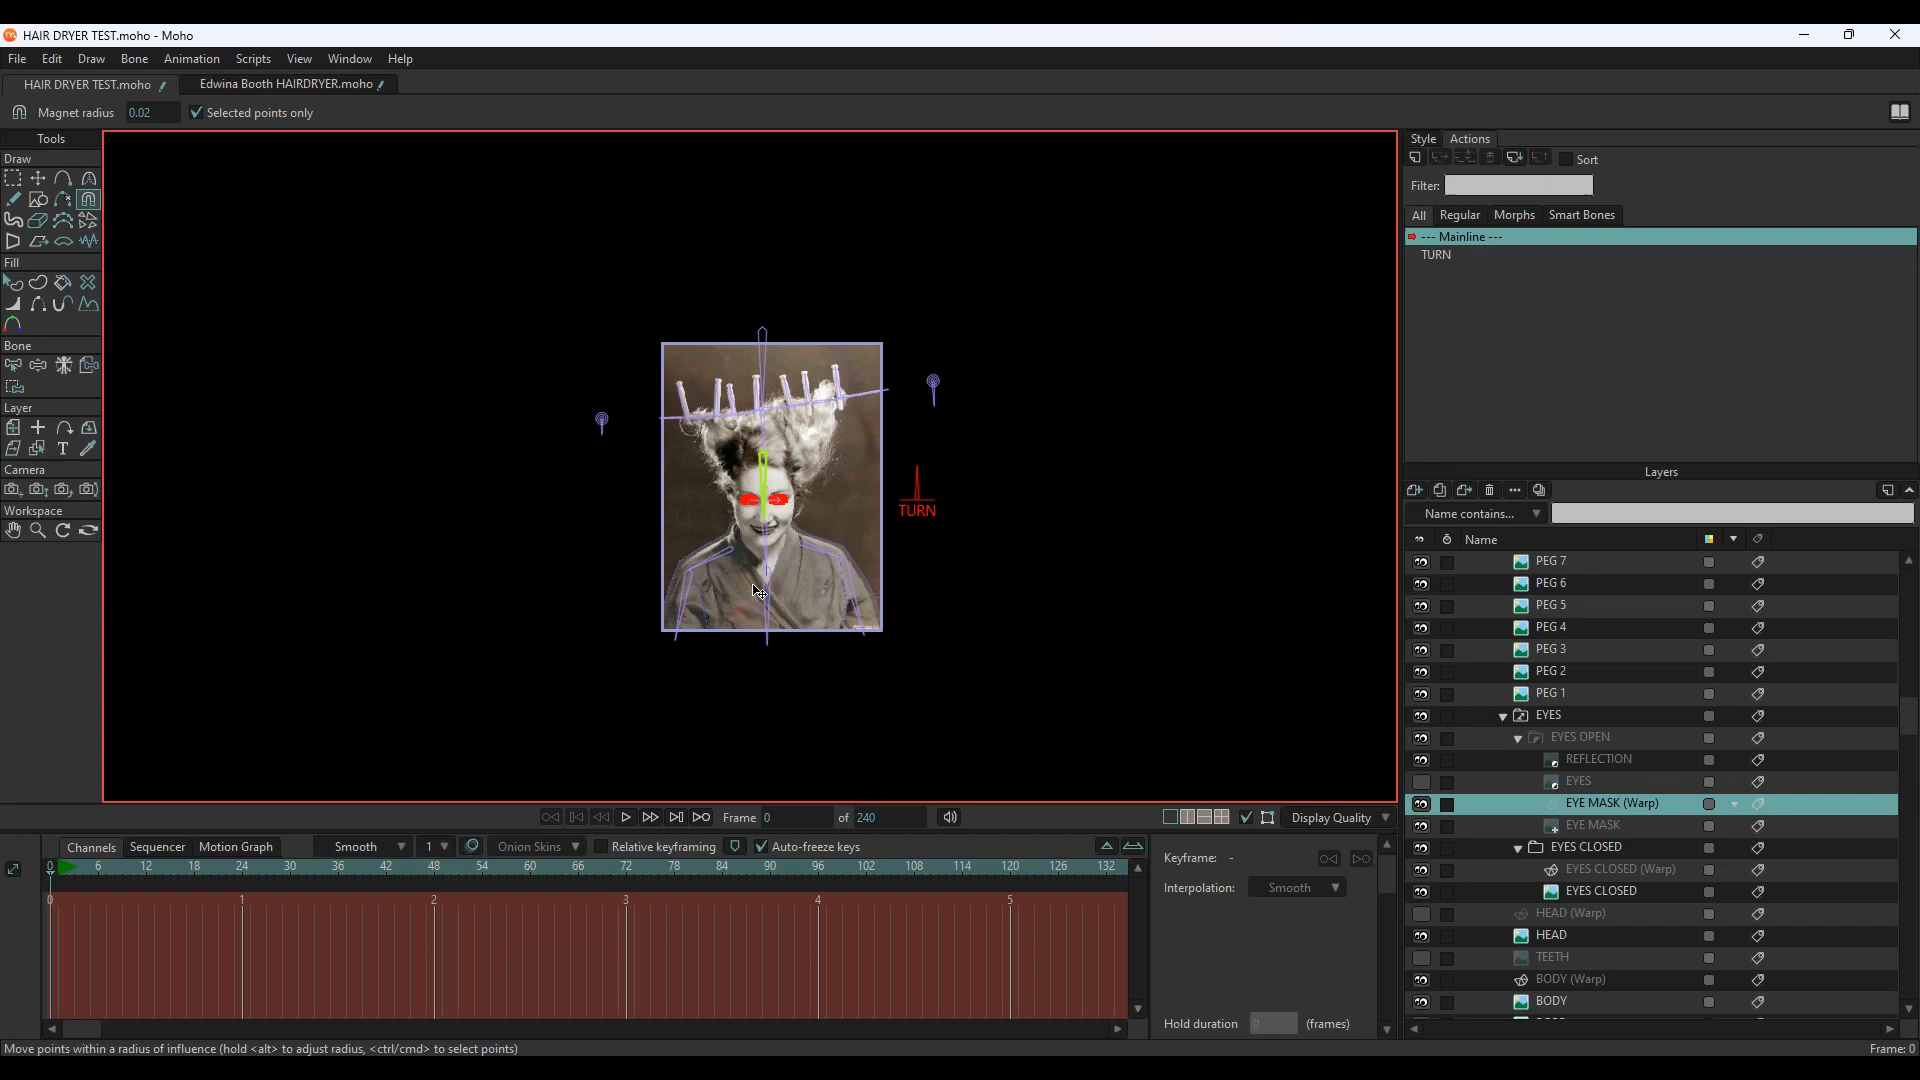 HAIR DRYER TEST.moho - Moho
File Edit Draw Bone Animation Scripts View Window Help
HAIR DRYER TEST.moho Edwina Booth HAIRDRYER.moho
Magnet radius 0.02 Selected points only
Tools
Draw
Fill
Bone
Layer
Camera
Workspace
TURN
Style Actions
Sort
Filter:
All Regular Morphs Smart Bones
--- Mainline ---
TURN
Layers
Name contains...
Name
PEG 7
PEG 6
PEG 5
PEG 4
PEG 3
PEG 2
PEG 1
EYES
EYES OPEN
REFLECTION
EYES
EYE MASK (Warp)
EYE MASK
EYES CLOSED
EYES CLOSED (Warp)
EYES CLOSED
HEAD (Warp)
HEAD
TEETH
BODY (Warp)
BODY
Frame 0 of 240 Display Quality
Channels Sequencer Motion Graph Smooth 1 Onion Skins Relative keyframing Auto-freeze keys
0 6 12 18 24 30 36 42 48 54 60 66 72 78 84 90 96 102 108 114 120 126 132
0 1 2 3 4 5
Keyframe: -
Interpolation: Smooth
Hold duration 0 (frames)
Move points within a radius of influence (hold <alt> to adjust radius, <ctrl/cmd> to select points)
Frame: 0